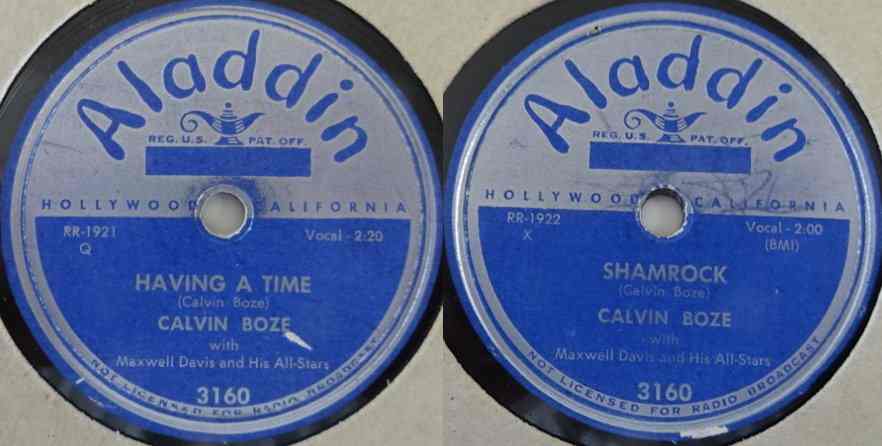 Aladdin
REG. U.S. PAT. OFF.
HOLLYWOOD CALIFORNIA
RR-1921
Q
Vocal - 2:20
HAVING A TIME
(Calvin Boze)
CALVIN BOZE
with
Maxwell Davis and His All-Stars
3160
NOT LICENSED FOR RADIO BROADCAST
Aladdin
REG. U.S. PAT. OFF.
HOLLYWOOD CALIFORNIA
RR-1922
X
Vocal - 2:00
(BMI)
SHAMROCK
(Calvin Boze)
CALVIN BOZE
with
Maxwell Davis and His All-Stars
3160
NOT LICENSED FOR RADIO BROADCAST